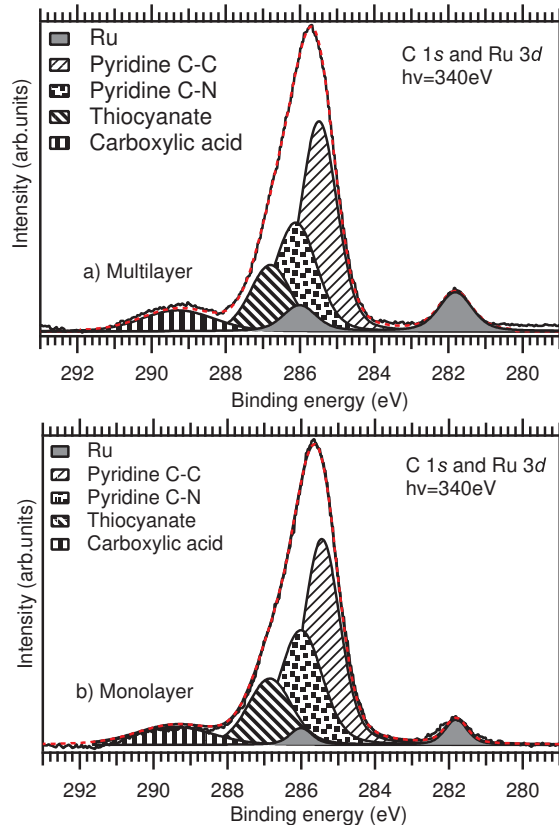 Ru
Pyridine C-C
Pyridine C-N
Thiocyanate
Carboxylic acid
C 1s and Ru 3d
hv=340eV
Intensity (arb.units)
a) Multilayer
292 290 288 286 284 282 280
Binding energy (eV)
Ru
Pyridine C-C
Pyridine C-N
Thiocyanate
Carboxylic acid
C 1s and Ru 3d
hv=340eV
Intensity (arb.units)
b) Monolayer
292 290 288 286 284 282 280
Binding energy (eV)